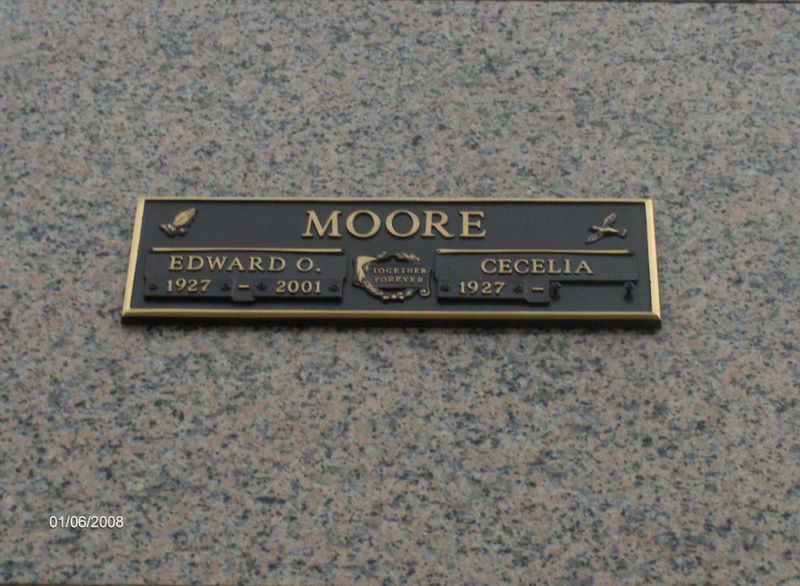 MOORE
EDWARD O.
1927 – 2001
TOGETHER
FOREVER
CECELIA
1927 –
01/06/2008